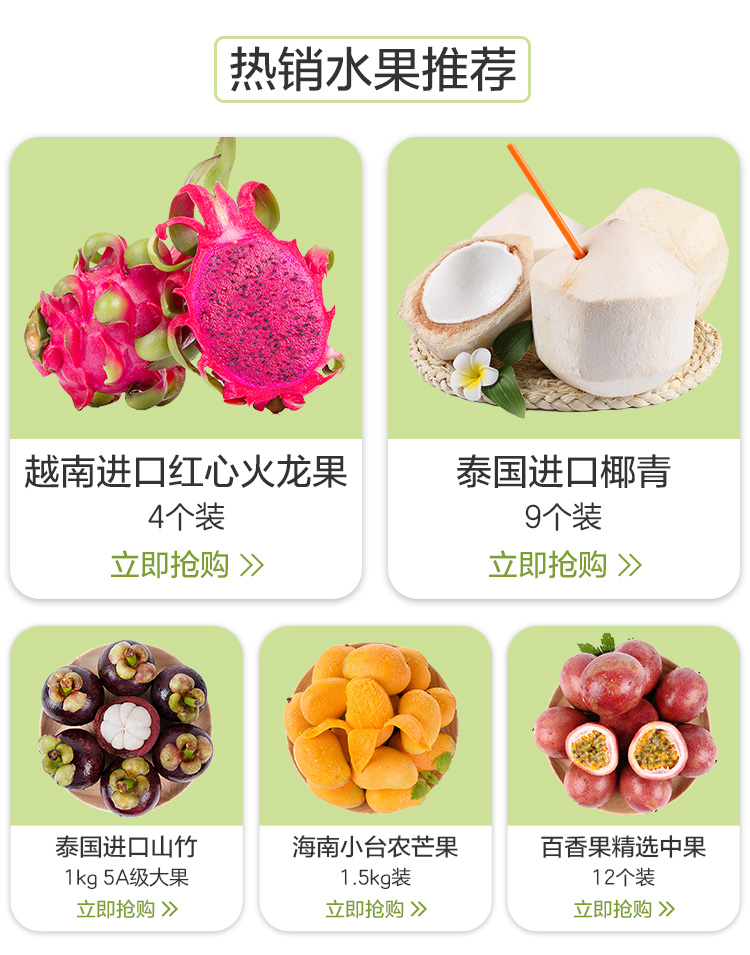 热销水果推荐
越南进口红心火龙果
4个装
立即抢购
泰国进口椰青
9个装
立即抢购
泰国进口山竹
1kg 5A级大果
立即抢购
海南小台农芒果
1.5kg装
立即抢购
百香果精选中果
12个装
立即抢购